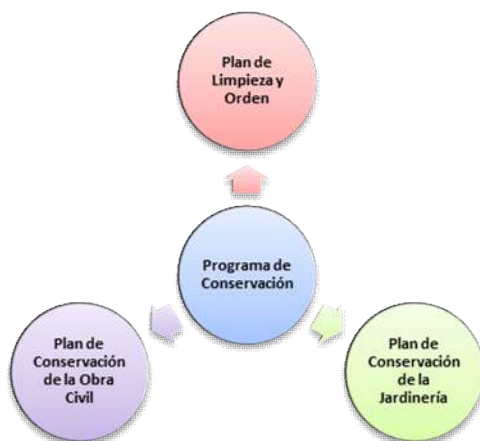 Plan de
Limpieza y
Orden
Programa de
Conservación
Plan de
Conservación
de la Obra
Civil
Plan de
Conservación
de la
Jardinería